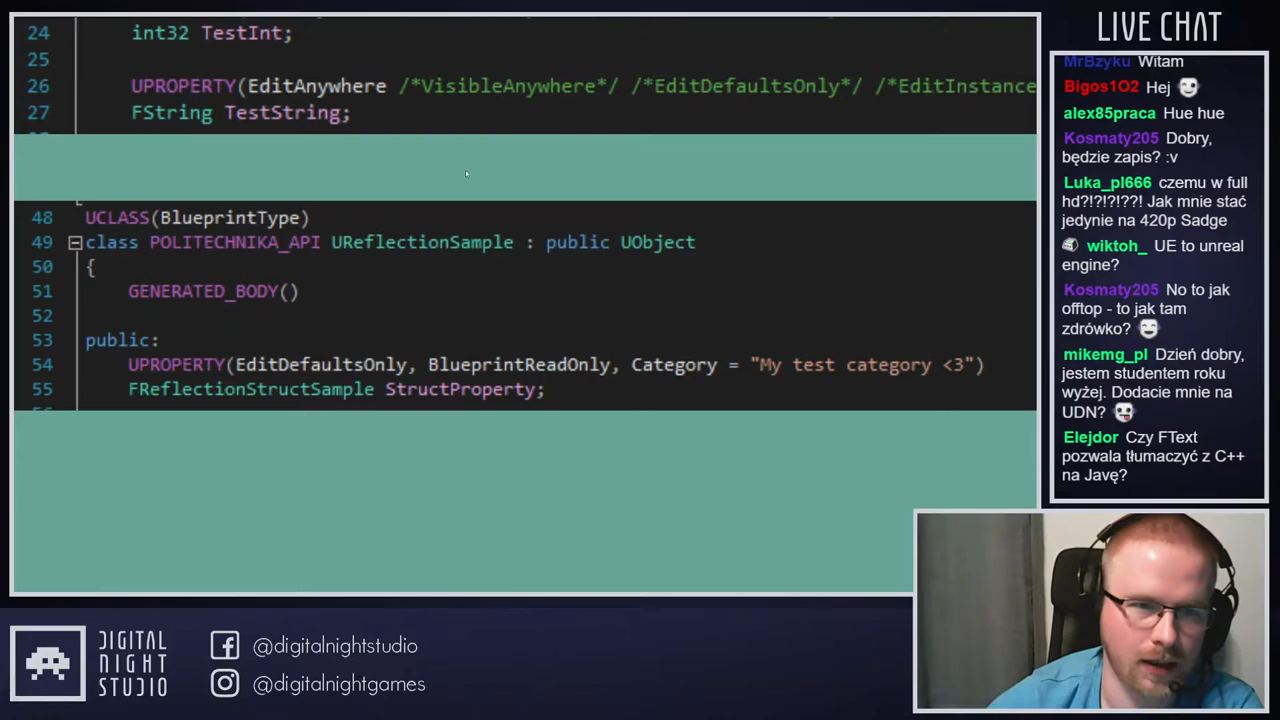 24 int32 TestInt;
25
26 UPROPERTY(EditAnywhere /*VisibleAnywhere*/ /*EditDefaultsOnly*/ /*EditInstance
27 FString TestString;
48 UCLASS(BlueprintType)
49 class POLITECHNIKA_API UReflectionSample : public UObject
50 {
51 GENERATED_BODY()
52
53 public:
54 UPROPERTY(EditDefaultsOnly, BlueprintReadOnly, Category = "My test category <3")
55 FReflectionStructSample StructProperty;
LIVE CHAT
MrBzyku Witam
Bigos1O2 Hej
alex85praca Hue hue
Kosmaty205 Dobry,
będzie zapis? :v
Luka_pl666 czemu w full
hd?!?!?!??! Jak mnie stać
jedynie na 420p Sadge
wiktoh_ UE to unreal
engine?
Kosmaty205 No to jak
offtop - to jak tam
zdrówko?
mikemg_pl Dzień dobry,
jestem studentem roku
wyżej. Dodacie mnie na
UDN?
Elejdor Czy FText
pozwala tłumaczyć z C++
na Javę?
DIGITAL
NIGHT
STUDIO
@digitalnightstudio
@digitalnightgames